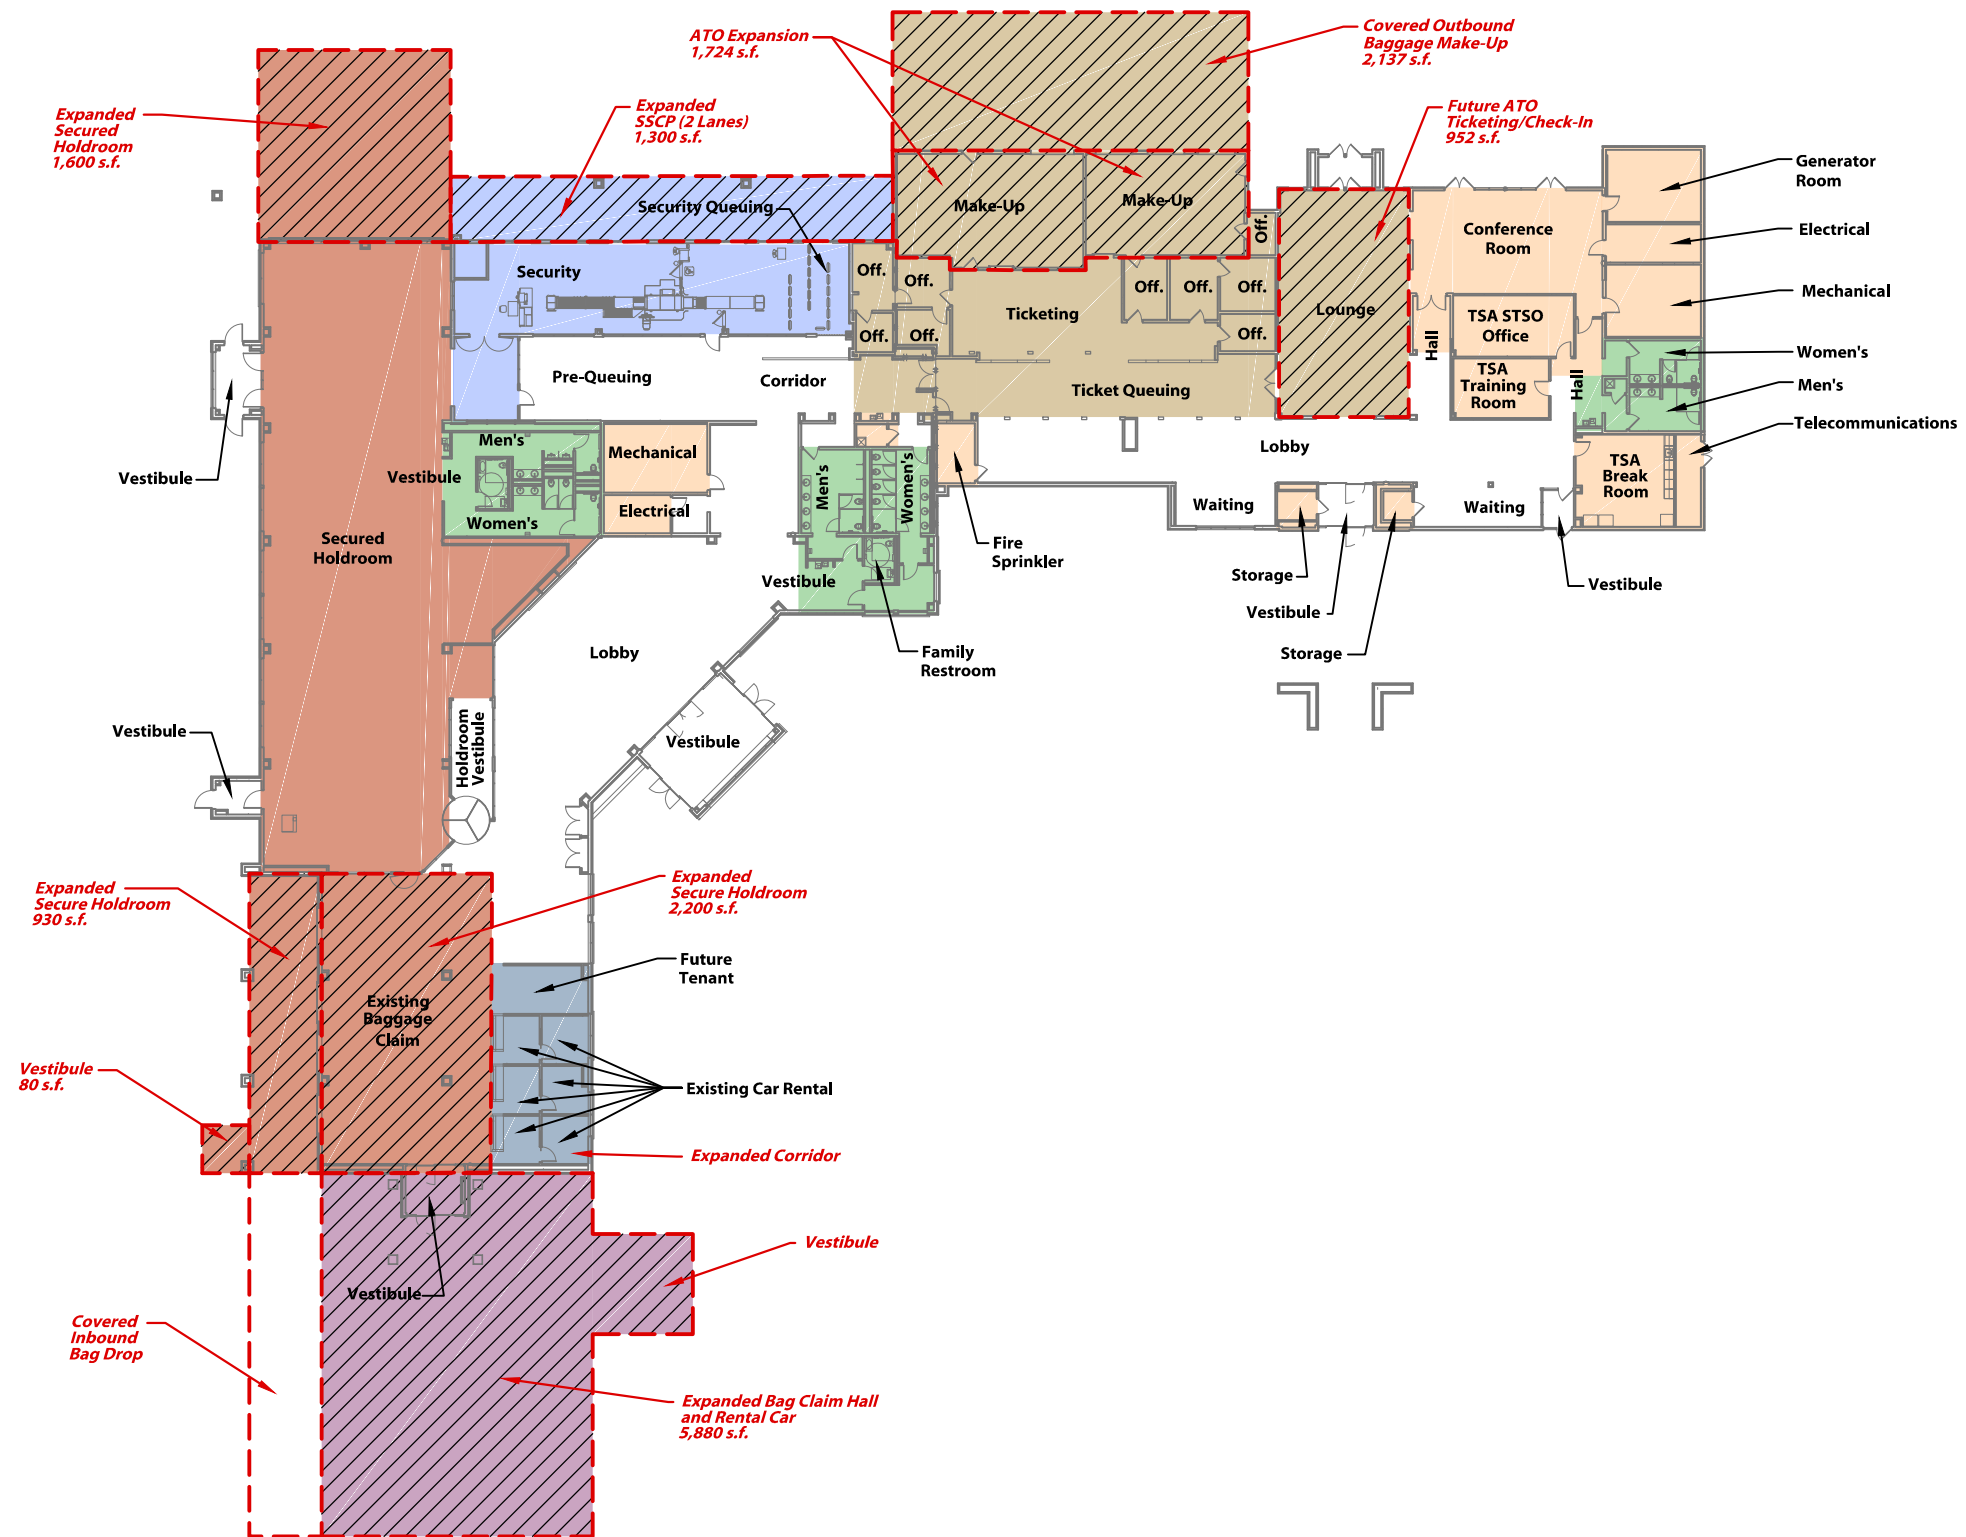 ATO Expansion
1,724 s.f.
Covered Outbound
Baggage Make-Up
2,137 s.f.
Expanded
Secured
Holdroom
1,600 s.f.
Expanded
SSCP (2 Lanes)
1,300 s.f.
Future ATO
Ticketing/Check-In
952 s.f.
Generator
Room
Security Queuing
Make-Up
Make-Up
Off.
Conference
Room
Electrical
Security
Off.
Off.
Off.
Off.
Off.
Mechanical
Ticketing
Lounge
TSA STSO
Office
Off.
Off.
Off.
Hall
Women's
Pre-Queuing
Corridor
Ticket Queuing
TSA
Training
Room
Hall
Men's
Telecommunications
Men's
Mechanical
Lobby
Vestibule
Vestibule
Men's
Women's
TSA
Break
Room
Electrical
Women's
Waiting
Waiting
Secured
Holdroom
Fire
Sprinkler
Vestibule
Storage
Vestibule
Vestibule
Lobby
Family
Restroom
Storage
Vestibule
Holdroom
Vestibule
Vestibule
Expanded
Secure Holdroom
930 s.f.
Expanded
Secure Holdroom
2,200 s.f.
Future
Tenant
Existing
Baggage
Claim
Vestibule
80 s.f.
Existing Car Rental
Expanded Corridor
Vestibule
Vestibule
Covered
Inbound
Bag Drop
Expanded Bag Claim Hall
and Rental Car
5,880 s.f.